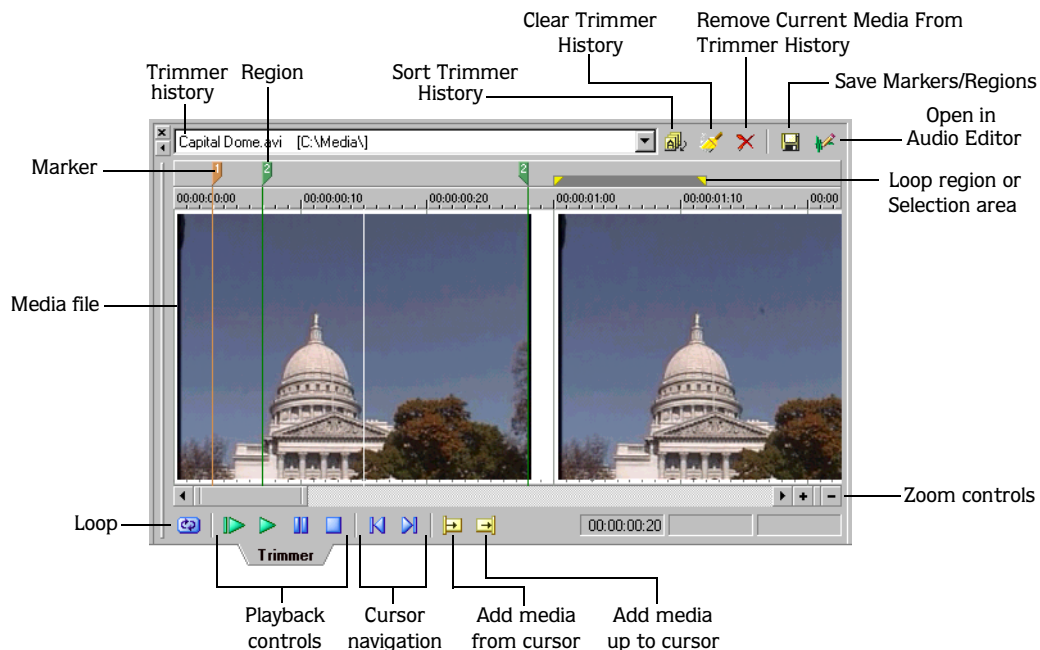 Clear Trimmer
History
Remove Current Media From
Trimmer History
Trimmer
history
Region
Sort Trimmer
History
Save Markers/Regions
Open in
Audio Editor
Capital Dome.avi [C:\Media\]
Marker
1
2
2
Loop region or
Selection area
00:00:00:00
00:00:00:10
00:00:00:20
00:00:01:00
00:00:01:10
00:00
Media file
Zoom controls
Loop
00:00:00:20
Trimmer
Playback
controls
Cursor
navigation
Add media
from cursor
Add media
up to cursor